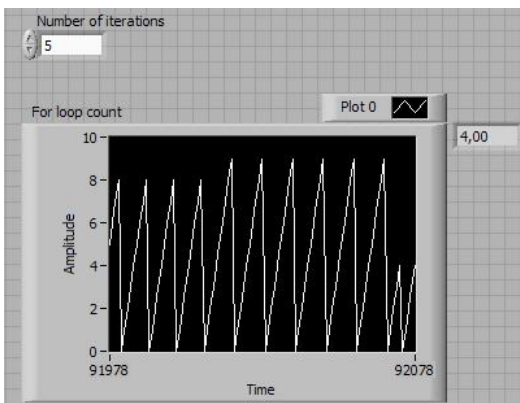 Number of iterations
5
For loop count
Plot 0
4,00
10
8
6
4
2
0
Amplitude
91978
92078
Time